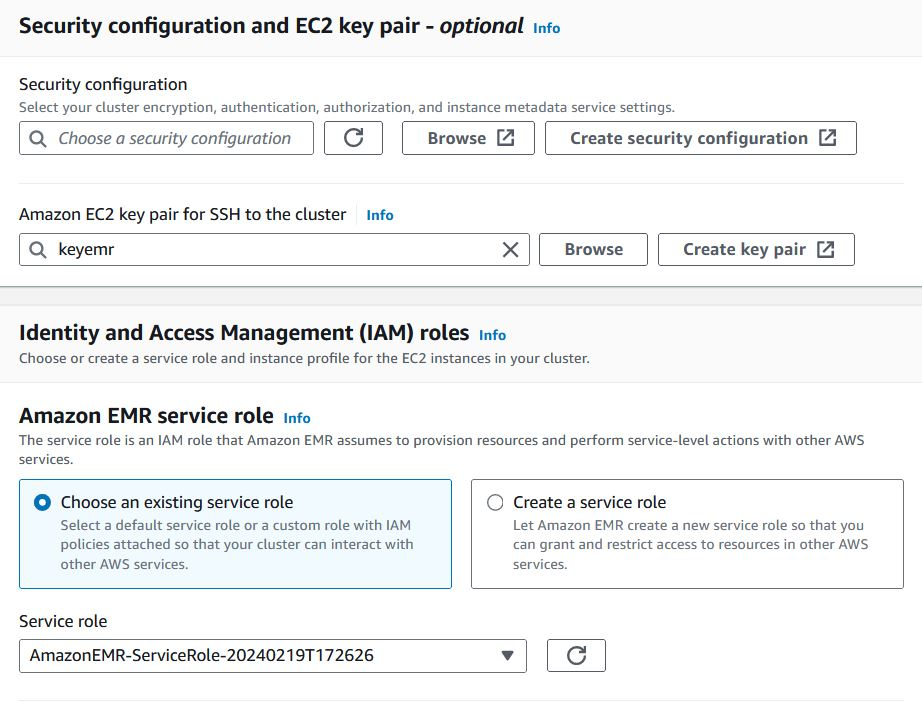 Security configuration and EC2 key pair - optional Info
Security configuration
Select your cluster encryption, authentication, authorization, and instance metadata service settings.
Choose a security configuration Browse Create security configuration
Amazon EC2 key pair for SSH to the cluster Info
keyemr Browse Create key pair
Identity and Access Management (IAM) roles Info
Choose or create a service role and instance profile for the EC2 instances in your cluster.
Amazon EMR service role Info
The service role is an IAM role that Amazon EMR assumes to provision resources and perform service-level actions with other AWS
services.
Choose an existing service role
Select a default service role or a custom role with IAM
policies attached so that your cluster can interact with
other AWS services.
Create a service role
Let Amazon EMR create a new service role so that you
can grant and restrict access to resources in other AWS
services.
Service role
AmazonEMR-ServiceRole-20240219T172626